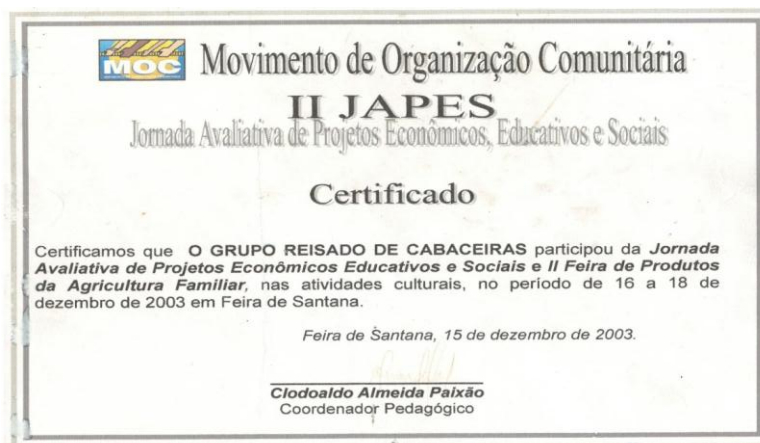 MOC
Movimento de Organização Comunitária
II JAPES
Jornada Avaliativa de Projetos Econômicos, Educativos e Sociais
Certificado
Certificamos que O GRUPO REISADO DE CABACEIRAS participou da Jornada
Avaliativa de Projetos Econômicos Educativos e Sociais e II Feira de Produtos
da Agricultura Familiar, nas atividades culturais, no período de 16 a 18 de
dezembro de 2003 em Feira de Santana.
Feira de Santana, 15 de dezembro de 2003.
Clodoaldo Almeida Paixão
Coordenador Pedagógico